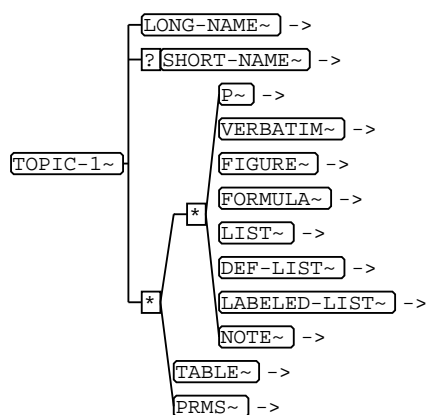 LONG-NAME~ ->
? SHORT-NAME~ ->
P~ ->
VERBATIM~ ->
FIGURE~ ->
TOPIC-1~
FORMULA~ ->
*
LIST~ ->
DEF-LIST~ ->
* LABELED-LIST~ ->
NOTE~ ->
TABLE~ ->
PRMS~ ->